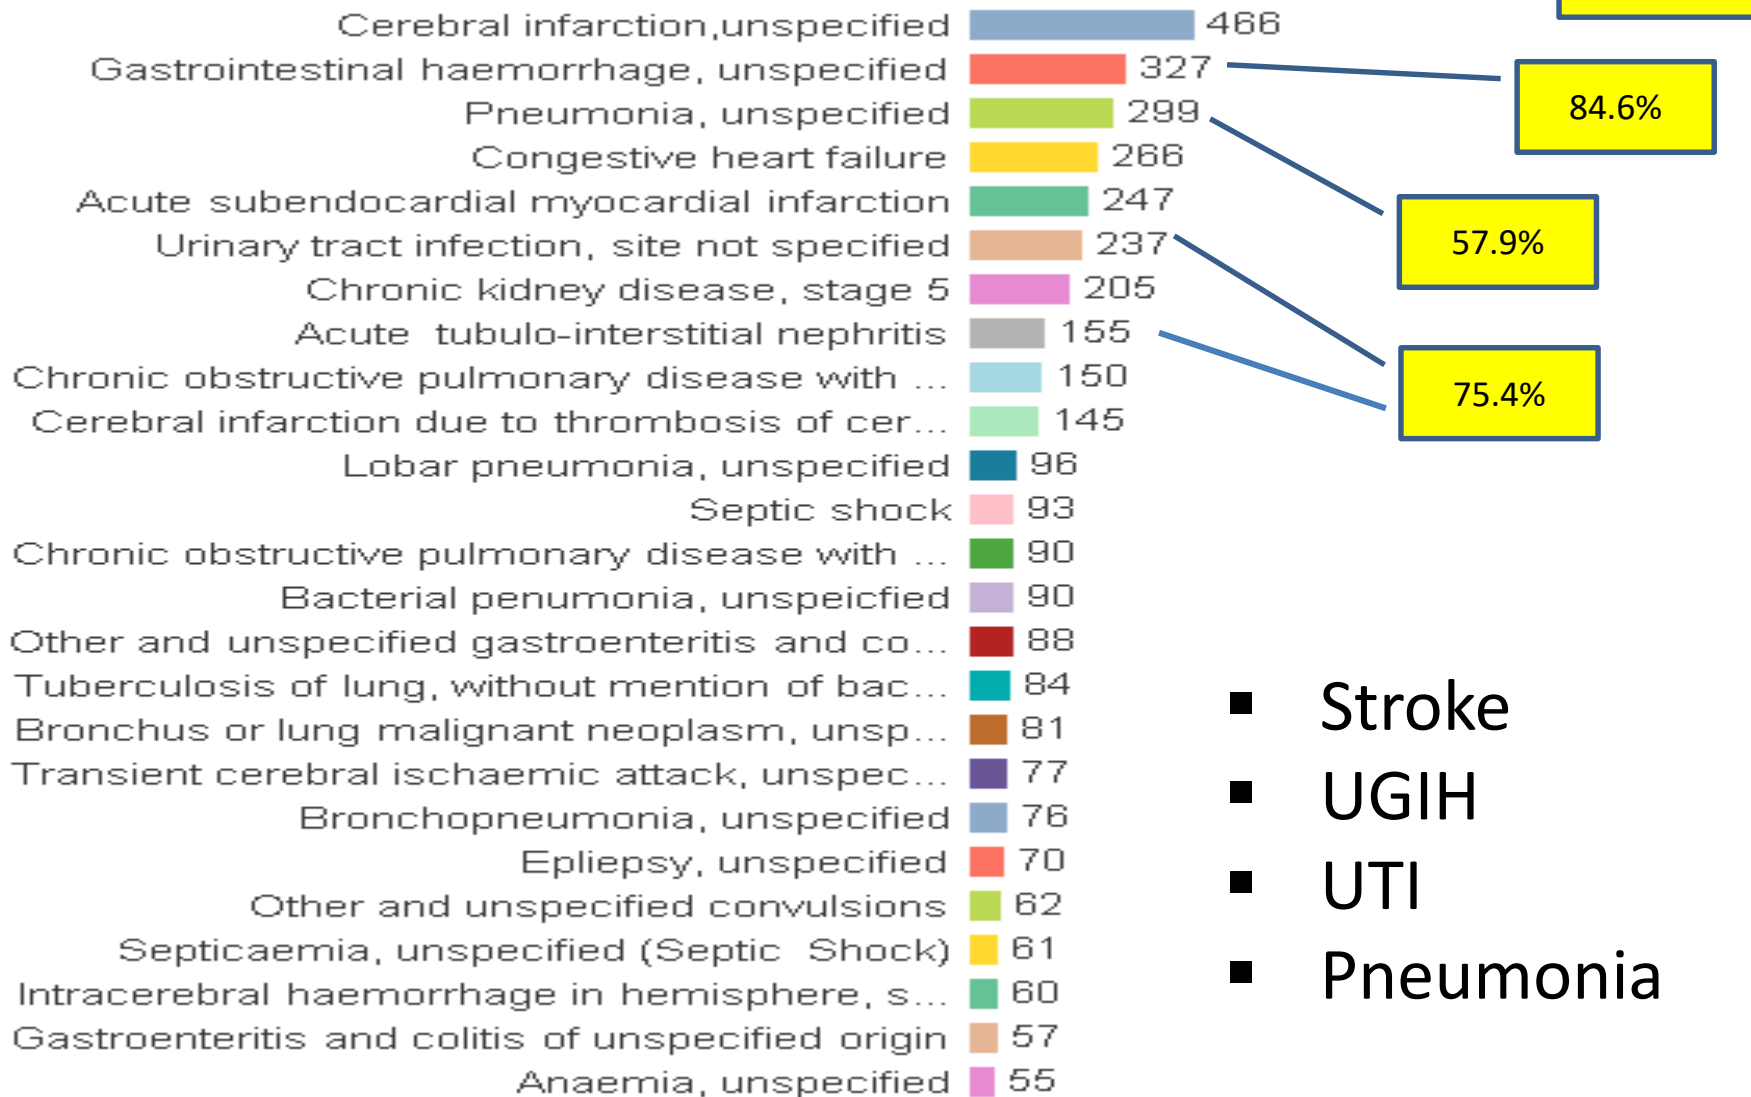 Cerebral infarction,unspecified 466
Gastrointestinal haemorrhage, unspecified 327
84.6%
Pneumonia, unspecified 299
Congestive heart failure 266
Acute subendocardial myocardial infarction 247
Urinary tract infection, site not specified 237
57.9%
Chronic kidney disease, stage 5 205
Acute tubulo-interstitial nephritis 155
Chronic obstructive pulmonary disease with ... 150
75.4%
Cerebral infarction due to thrombosis of cer... 145
Lobar pneumonia, unspecified 96
Septic shock 93
Chronic obstructive pulmonary disease with ... 90
Bacterial penumonia, unspeicfied 90
Other and unspecified gastroenteritis and co... 88
Tuberculosis of lung, without mention of bac... 84
Bronchus or lung malignant neoplasm, unsp... 81
Transient cerebral ischaemic attack, unspec... 77
Bronchopneumonia, unspecified 76
Epliepsy, unspecified 70
Other and unspecified convulsions 62
Septicaemia, unspecified (Septic Shock) 61
Intracerebral haemorrhage in hemisphere, s... 60
Gastroenteritis and colitis of unspecified origin 57
Anaemia, unspecified 55
▪ Stroke
▪ UGIH
▪ UTI
▪ Pneumonia